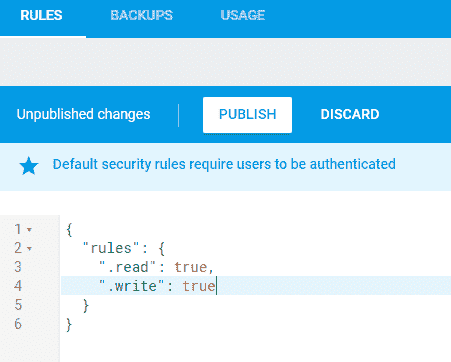 RULES BACKUPS USAGE
Unpublished changes PUBLISH DISCARD
Default security rules require users to be authenticated
1 {
2 "rules": {
3 ".read": true,
4 ".write": true
5 }
6 }